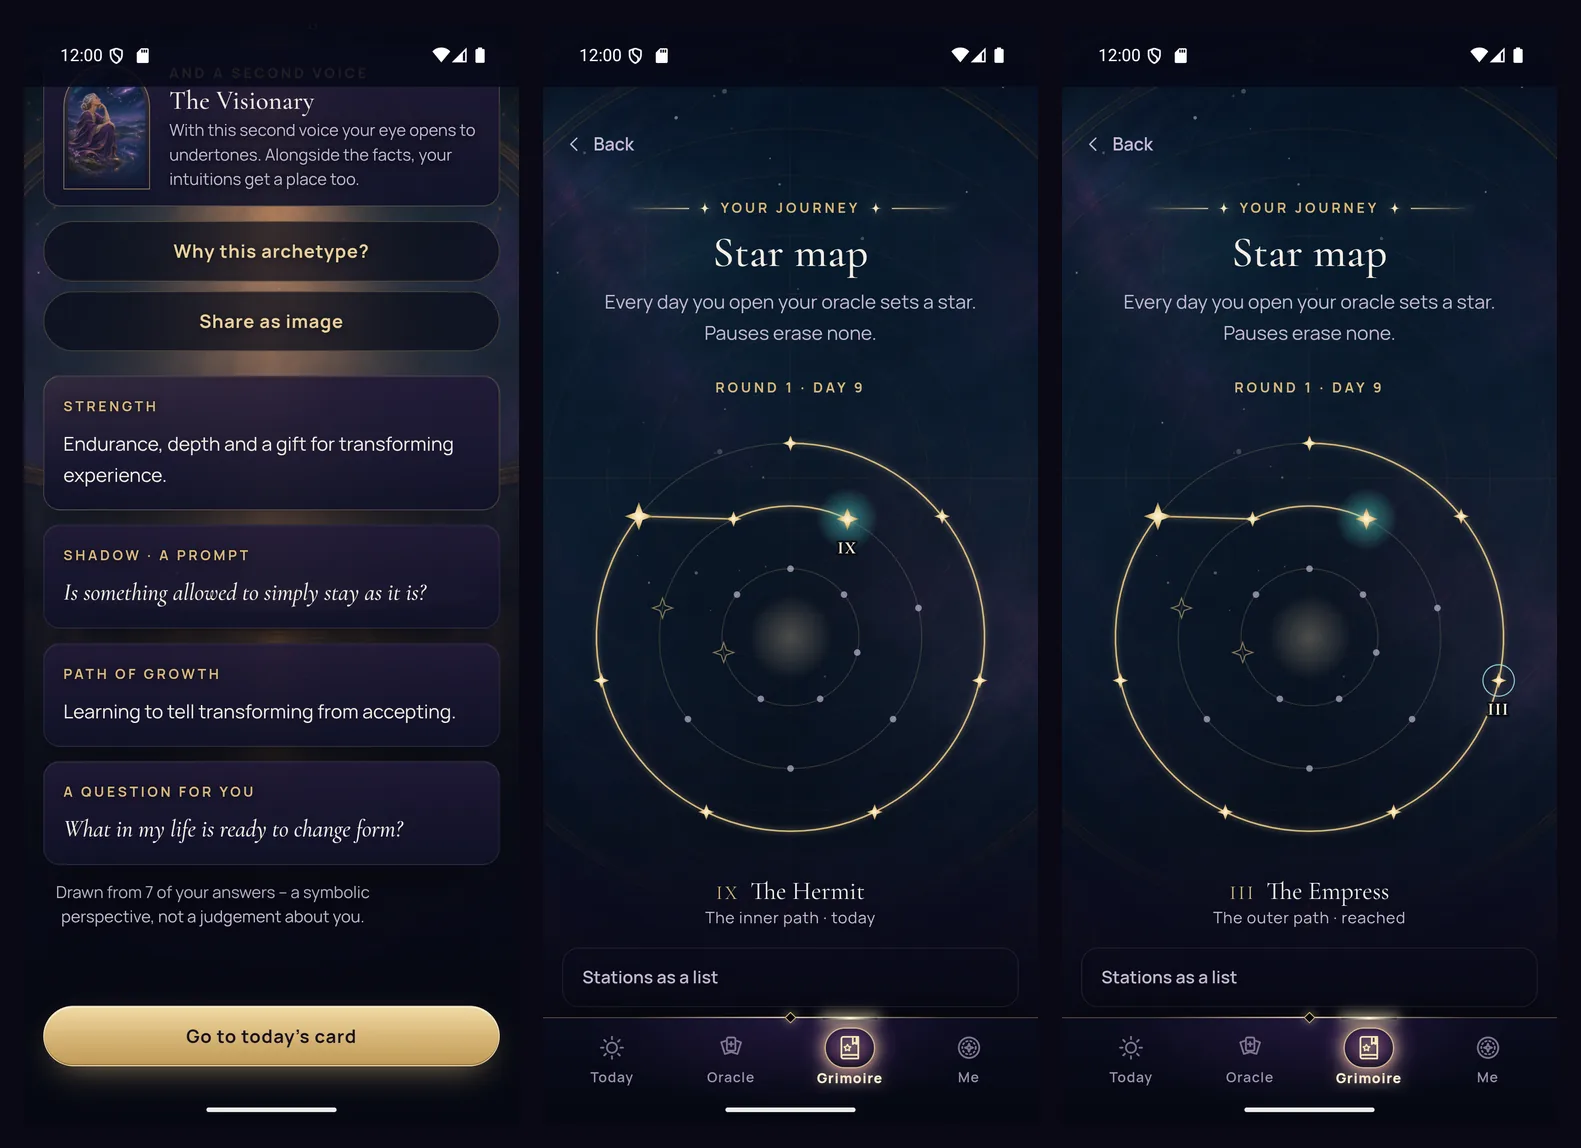 12:00
AND A SECOND VOICE
The Visionary
With this second voice your eye opens to
undertones. Alongside the facts, your
intuitions get a place too.
Why this archetype?
Share as image
STRENGTH
Endurance, depth and a gift for transforming
experience.
SHADOW · A PROMPT
Is something allowed to simply stay as it is?
PATH OF GROWTH
Learning to tell transforming from accepting.
A QUESTION FOR YOU
What in my life is ready to change form?
Drawn from 7 of your answers – a symbolic
perspective, not a judgement about you.
Go to today's card
12:00
Back
YOUR JOURNEY
Star map
Every day you open your oracle sets a star.
Pauses erase none.
ROUND 1 · DAY 9
IX
IX The Hermit
The inner path · today
Stations as a list
Today
Oracle
Grimoire
Me
12:00
Back
YOUR JOURNEY
Star map
Every day you open your oracle sets a star.
Pauses erase none.
ROUND 1 · DAY 9
III
III The Empress
The outer path · reached
Stations as a list
Today
Oracle
Grimoire
Me